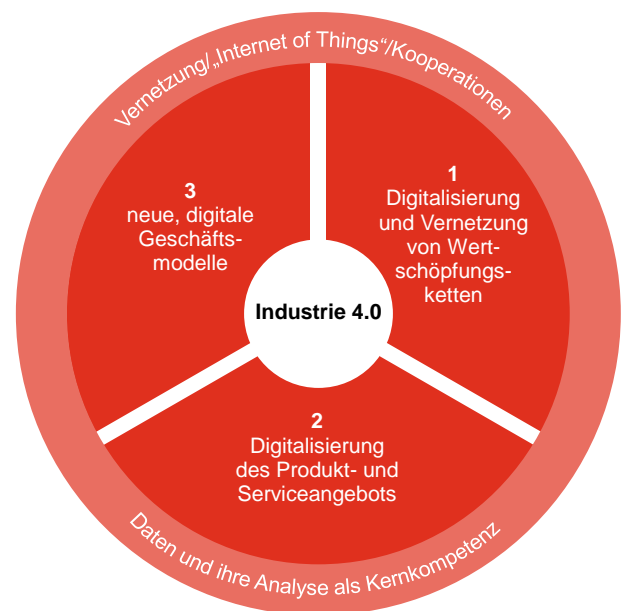 Vernetzung/„Internet of Things“/Kooperationen
1
Digitalisierung
und Vernetzung
von Wert-
schöpfungs-
ketten
2
Digitalisierung
des Produkt- und
Serviceangebots
3
neue, digitale
Geschäfts-
modelle
Industrie 4.0
Daten und ihre Analyse als Kernkompetenz